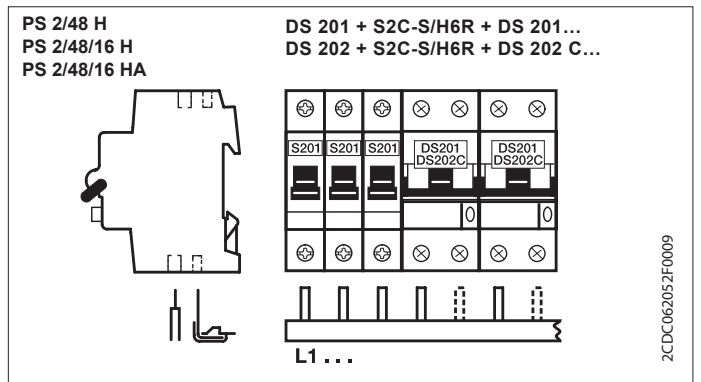 PS 2/48 H
PS 2/48/16 H
PS 2/48/16 HA
DS 201 + S2C-S/H6R + DS 201…
DS 202 + S2C-S/H6R + DS 202 C…
S201 S201 S201 DS201 DS201
DS202C DS202C
L1 . . .
2CDC062052F0009